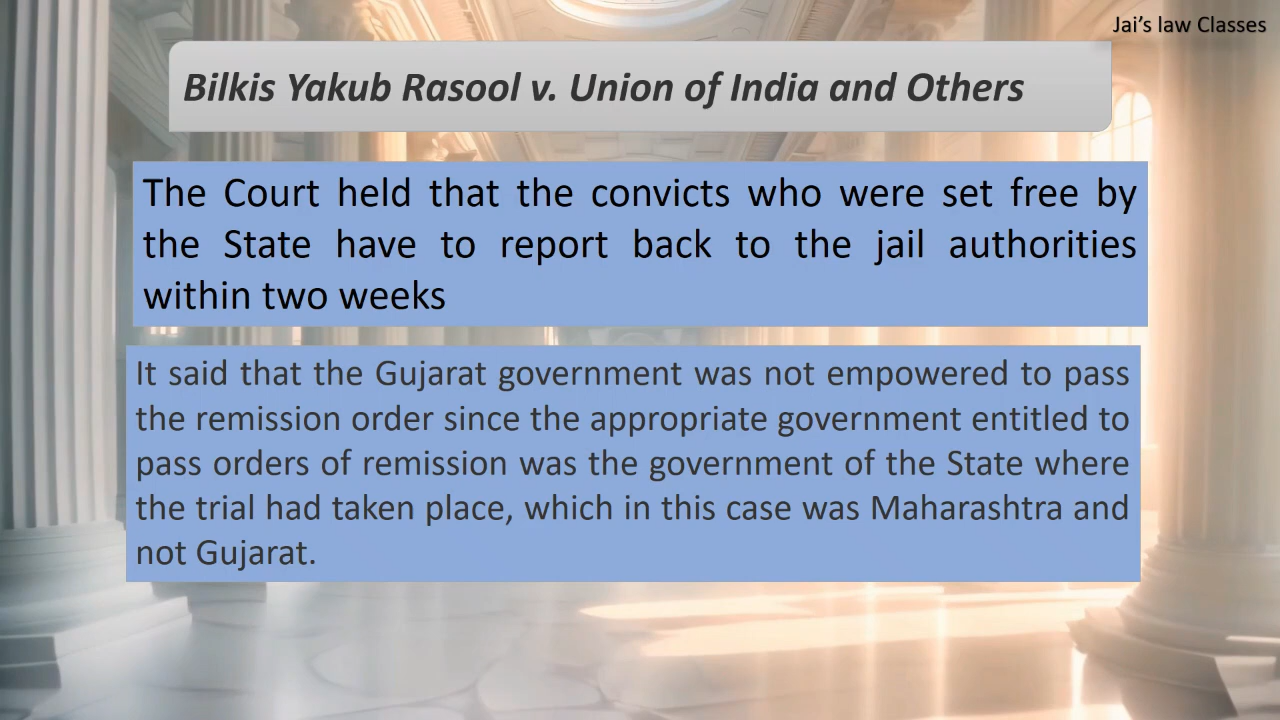 Jai's law Classes
Bilkis Yakub Rasool v. Union of India and Others
The Court held that the convicts who were set free by
the State have to report back to the jail authorities
within two weeks
It said that the Gujarat government was not empowered to pass
the remission order since the appropriate government entitled to
pass orders of remission was the government of the State where
the trial had taken place, which in this case was Maharashtra and
not Gujarat.